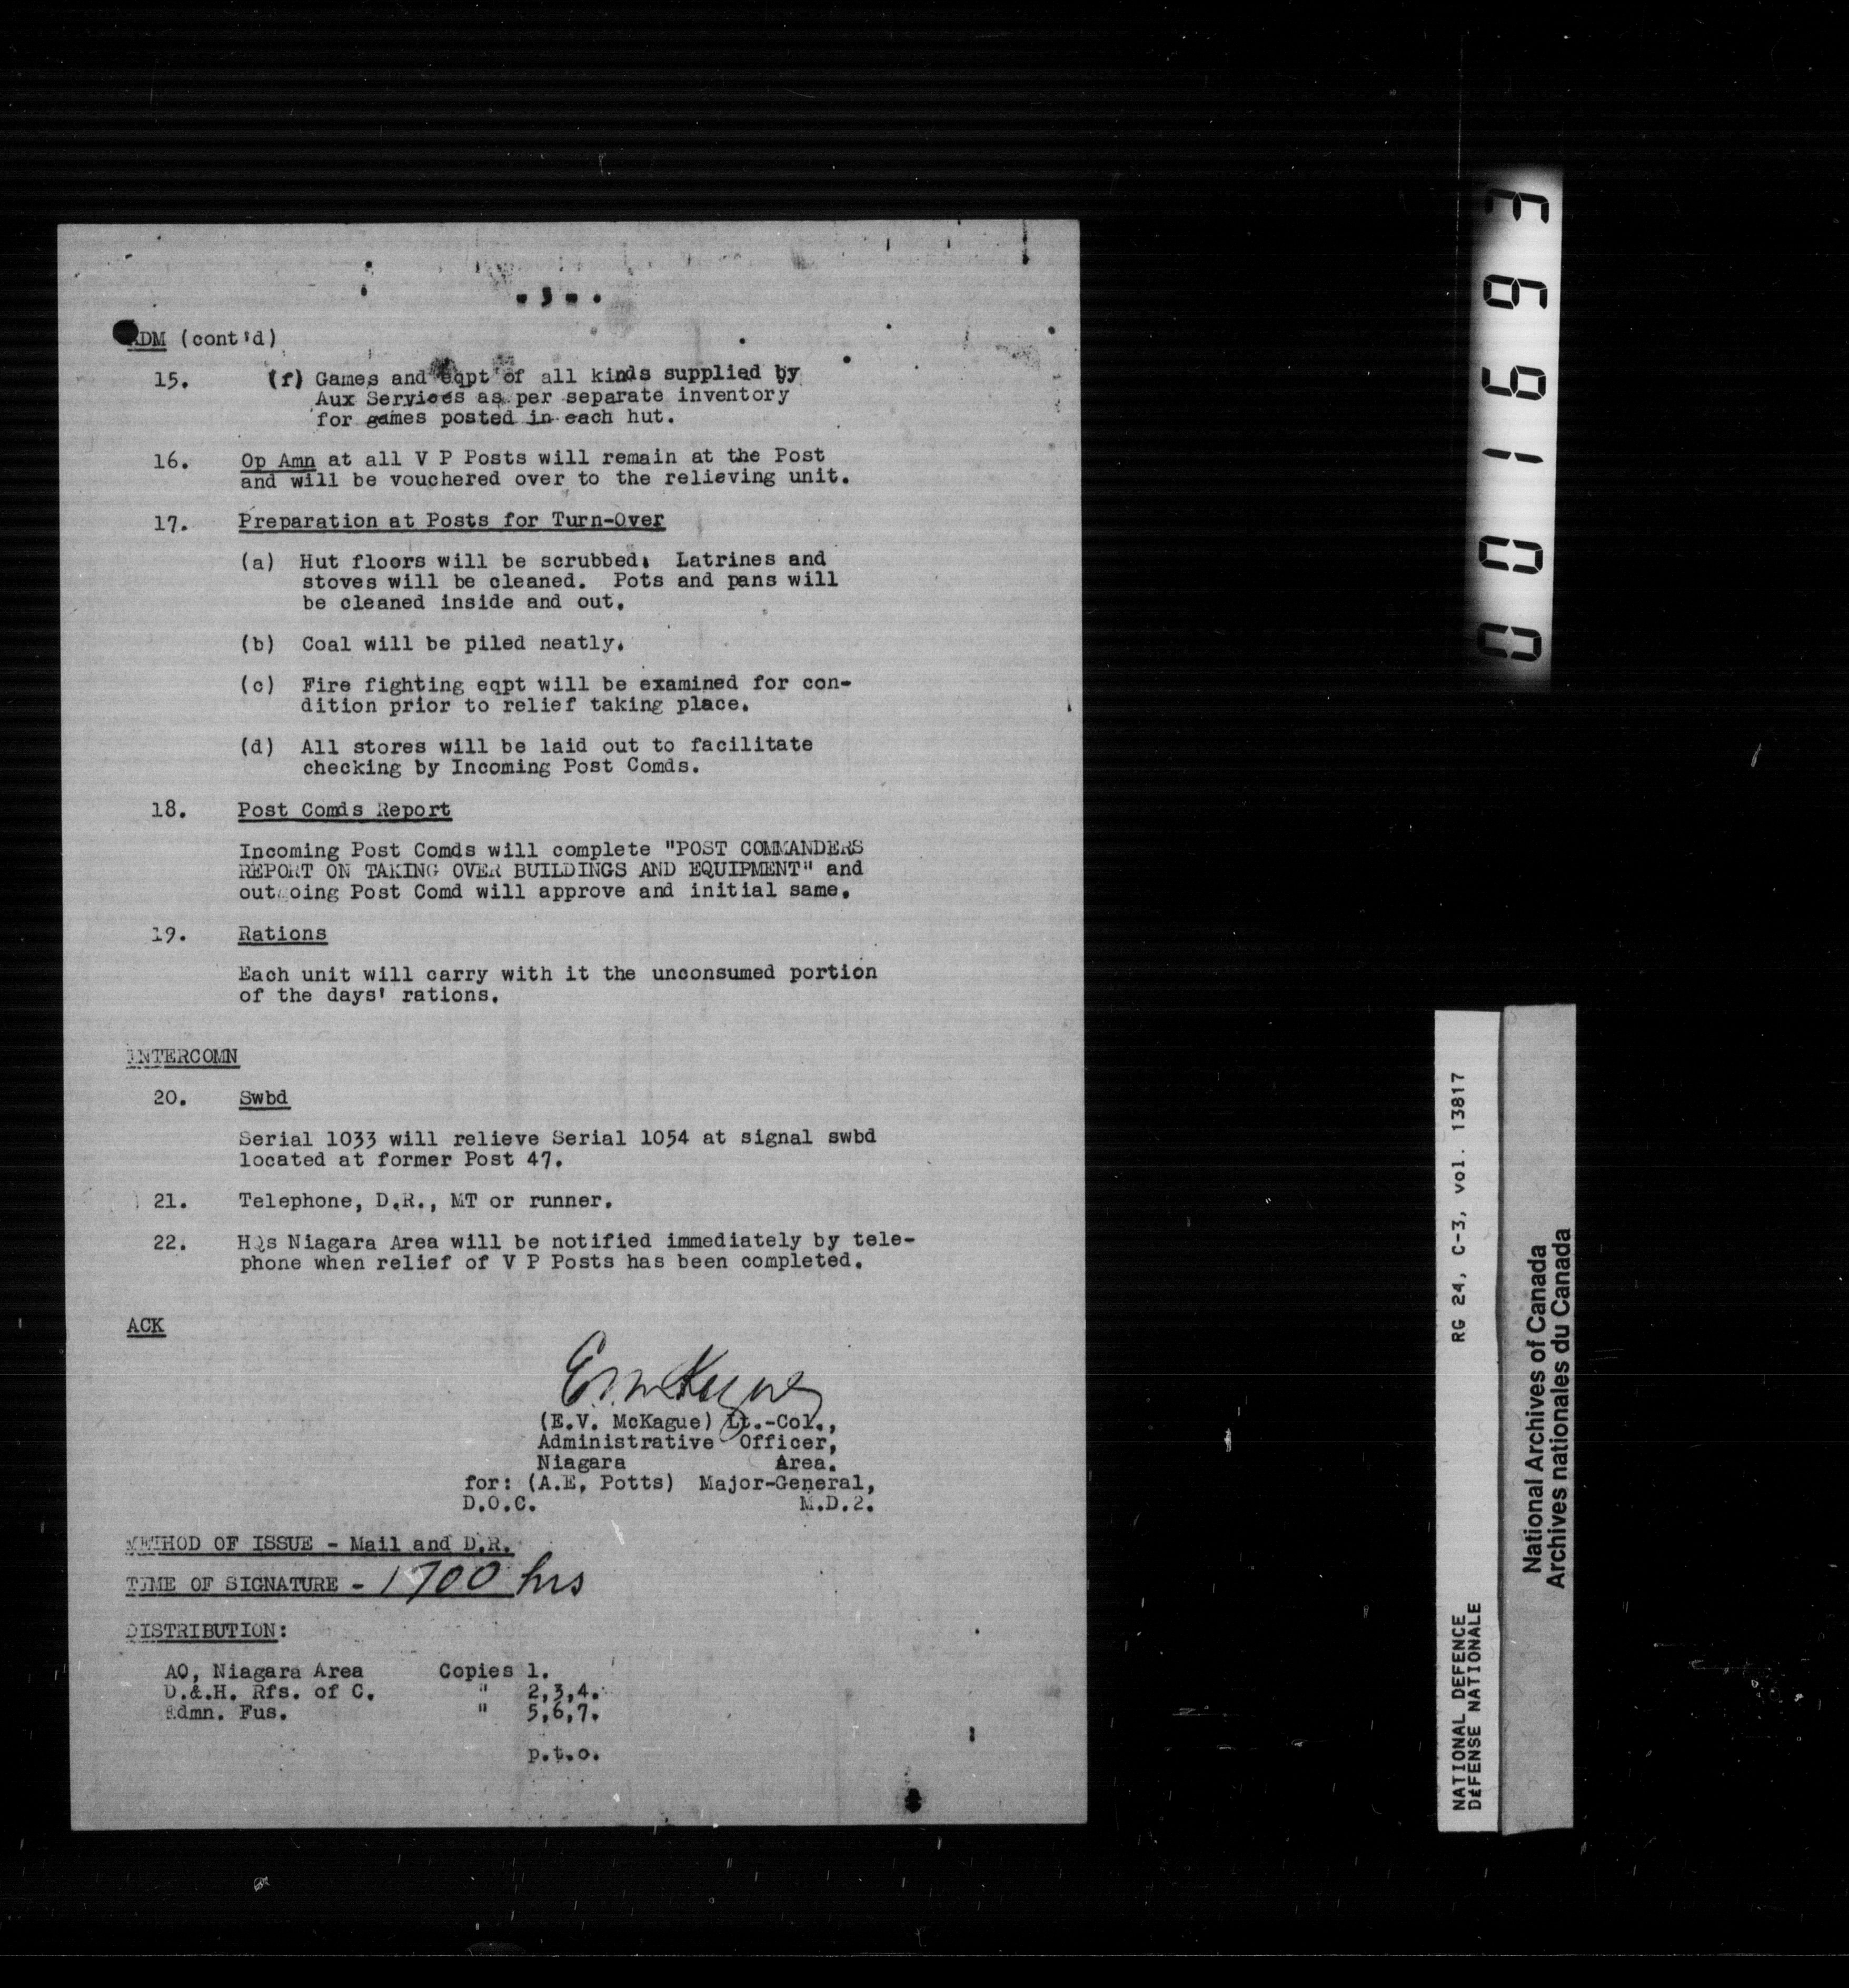 ADM (cont'd)
15. (f) Games and eqpt of all kinds supplied by
Aux Services as per separate inventory
for games posted in each hut.
16. Op Amn at all V P Posts will remain at the Post
and will be vouchered over to the relieving unit.
17. Preparation at Posts for Turn-Over
(a) Hut floors will be scrubbed. Latrines and
stoves will be cleaned. Pots and pans will
be cleaned inside and out.
(b) Coal will be piled neatly.
(c) Fire fighting eqpt will be examined for con-
dition prior to relief taking place.
(d) All stores will be laid out to facilitate
checking by Incoming Post Comds.
18. Post Comds Report
Incoming Post Comds will complete "POST COMMANDERS
REPORT ON TAKING OVER BUILDINGS AND EQUIPMENT" and
outgoing Post Comd will approve and initial same.
19. Rations
Each unit will carry with it the unconsumed portion
of the days' rations.
INTERCOMN
20. Swbd
Serial 1033 will relieve Serial 1054 at signal swbd
located at former Post 47.
21. Telephone, D.R., MT or runner.
22. HQs Niagara Area will be notified immediately by tele-
phone when relief of V P Posts has been completed.
ACK
(E.V. McKague) Lt.-Col.,
Administrative Officer,
Niagara Area.
for: (A.E. Potts) Major-General,
D.O.C. M.D.2.
METHOD OF ISSUE - Mail and D.R.
TIME OF SIGNATURE - 1700 hrs
DISTRIBUTION:
AO, Niagara Area Copies 1.
D.&.H. Rfs. of C. " 2,3,4.
Edmn. Fus. " 5,6,7.
p.t.o.
001693
RG 24, C-3, vol. 13817
NATIONAL DEFENCE
DÉFENSE NATIONALE
National Archives of Canada
Archives nationales du Canada